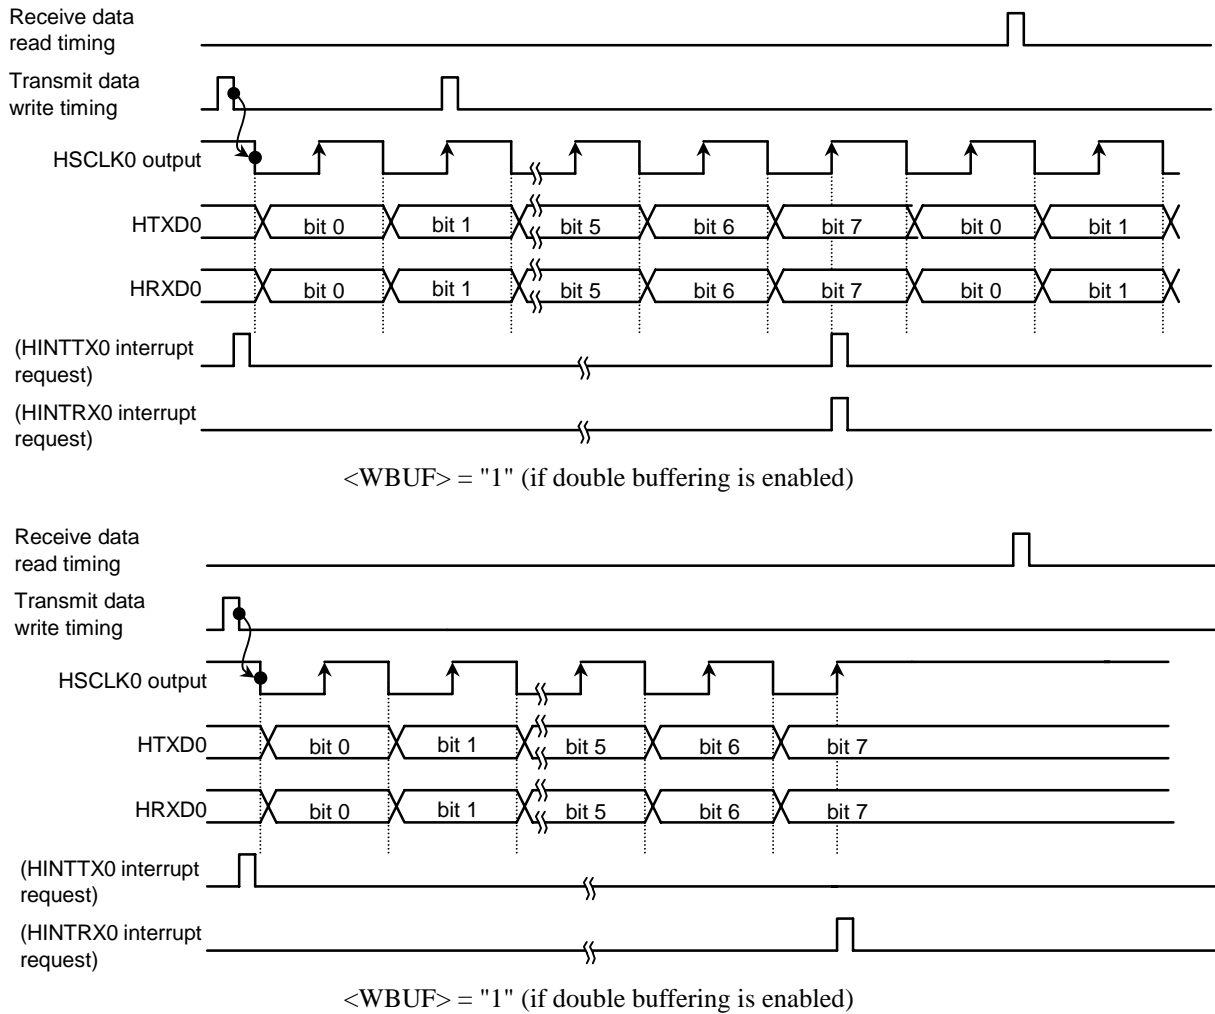 Receive data
read timing
Transmit data
write timing
HSCLK0 output
HTXD0 bit 0 bit 1 bit 5 bit 6 bit 7 bit 0 bit 1
HRXD0 bit 0 bit 1 bit 5 bit 6 bit 7 bit 0 bit 1
(HINTTX0 interrupt
request)
(HINTRX0 interrupt
request)
<WBUF> = "1" (if double buffering is enabled)
Receive data
read timing
Transmit data
write timing
HSCLK0 output
HTXD0 bit 0 bit 1 bit 5 bit 6 bit 7
HRXD0 bit 0 bit 1 bit 5 bit 6 bit 7
(HINTTX0 interrupt
request)
(HINTRX0 interrupt
request)
<WBUF> = "1" (if double buffering is enabled)